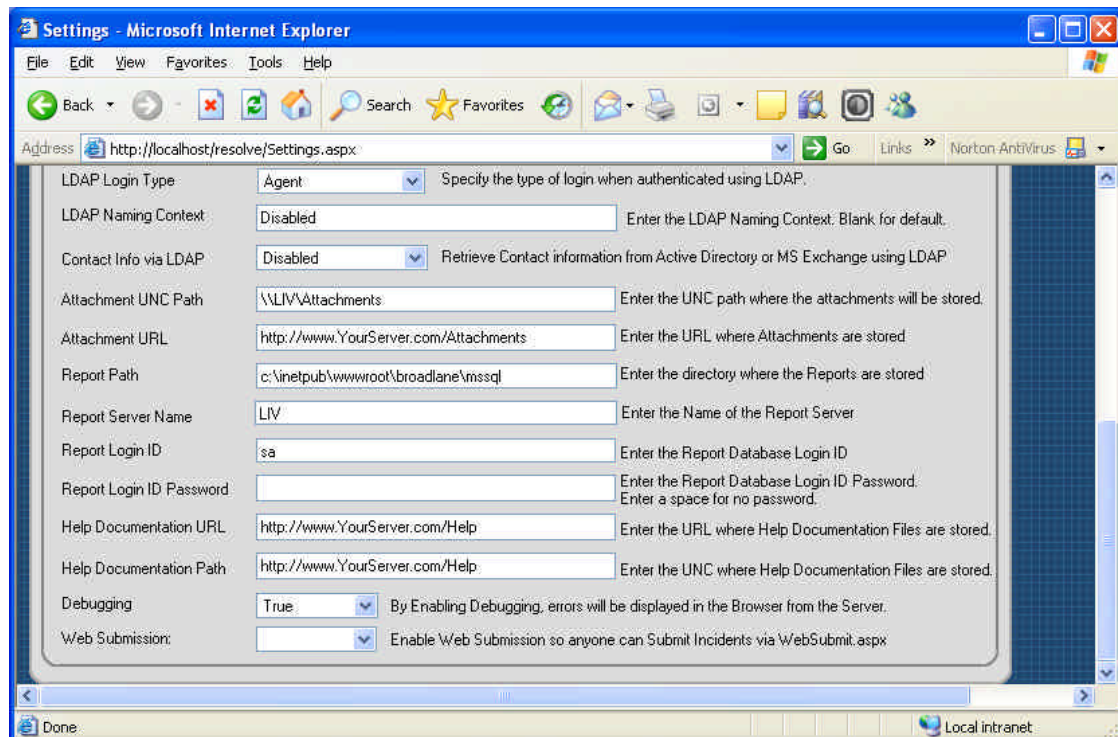 Settings - Microsoft Internet Explorer
File Edit View Favorites Tools Help
Back Search Favorites
Address http://localhost/resolve/Settings.aspx Go Links » Norton AntiVirus
LDAP Login Type Agent Specify the type of login when authenticated using LDAP.
LDAP Naming Context Disabled Enter the LDAP Naming Context. Blank for default.
Contact Info via LDAP Disabled Retrieve Contact information from Active Directory or MS Exchange using LDAP
Attachment UNC Path \\LIV\Attachments Enter the UNC path where the attachments will be stored.
Attachment URL http://www.YourServer.com/Attachments Enter the URL where Attachments are stored
Report Path c:\inetpub\wwwroot\broadlane\mssql Enter the directory where the Reports are stored
Report Server Name LIV Enter the Name of the Report Server
Report Login ID sa Enter the Report Database Login ID
Report Login ID Password Enter the Report Database Login ID Password.
Enter a space for no password.
Help Documentation URL http://www.YourServer.com/Help Enter the URL where Help Documentation Files are stored.
Help Documentation Path http://www.YourServer.com/Help Enter the UNC where Help Documentation Files are stored.
Debugging True By Enabling Debugging, errors will be displayed in the Browser from the Server.
Web Submission: Enable Web Submission so anyone can Submit Incidents via WebSubmit.aspx
Done Local intranet